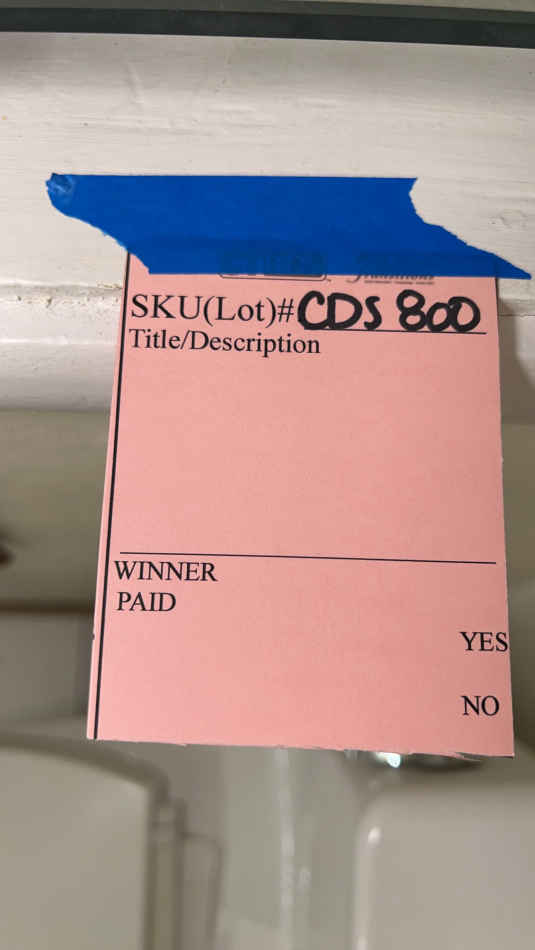 SKU(Lot)# CDS 800
Title/Description
WINNER
PAID
YES
NO